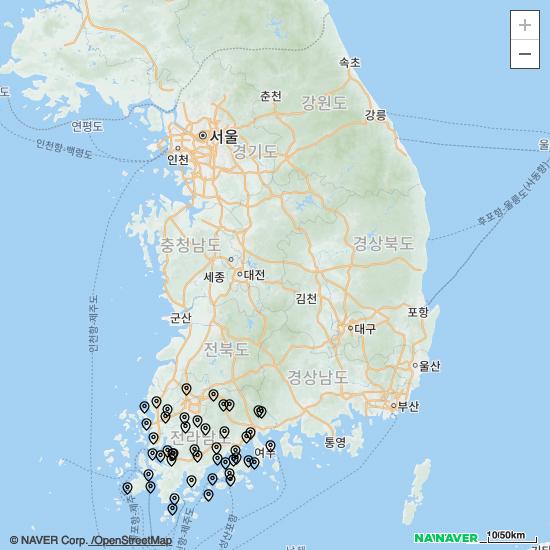 속초
춘천
강원도
강릉
도
연평도
서울
인천
경기도
울
인천항-백령도
후포항-울릉도(사동항)
충청남도
경상북도
세종
대전
김천
인천항-제주도
군산
포항
대구
전북도
울산
경상남도
부산
전라남도
여수
통영
© NAVER Corp. /OpenStreetMap
NAVER
10/50km